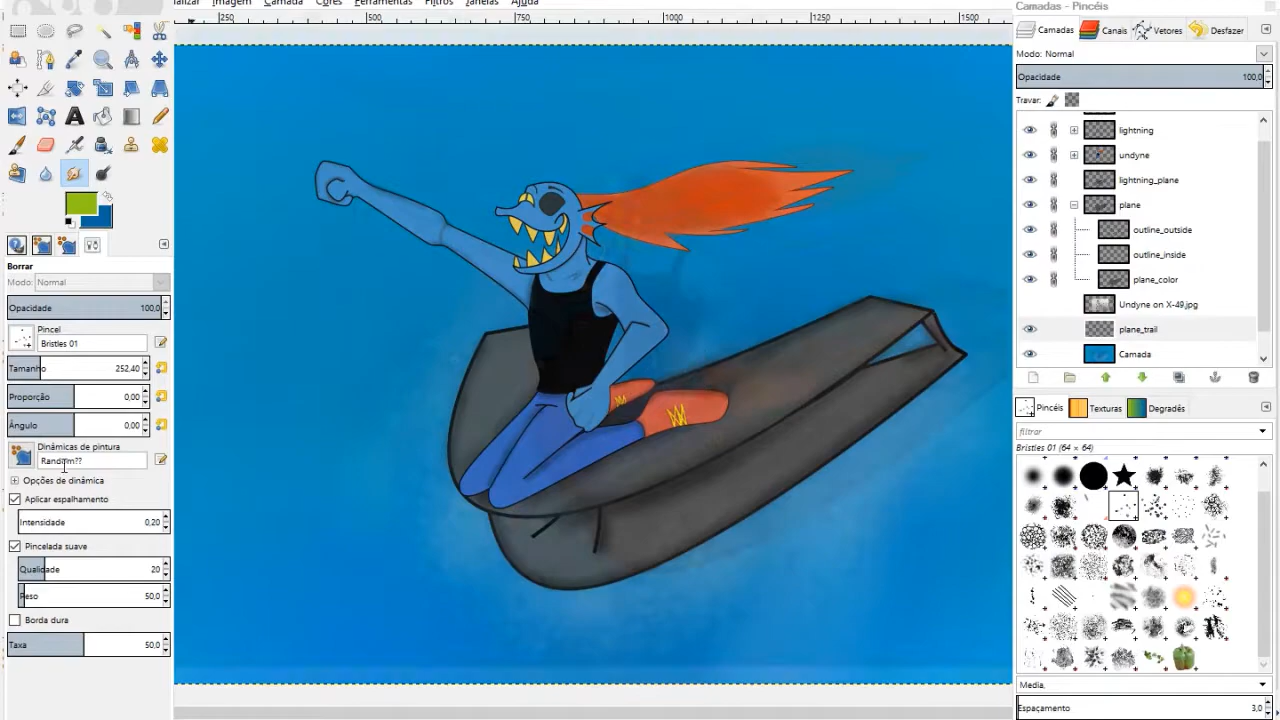 alizar Imagem Camada Cores Ferramentas Filtros Janelas Ajuda
Camadas - Pincéis
250 500 750 1000 1250 1500
Camadas Canais Vetores Desfazer
Modo: Normal
Opacidade 100,0
Travar:
lightning
undyne
lightning_plane
plane
outline_outside
outline_inside
plane_color
Undyne on X-49.jpg
plane_trail
Camada
Pincéis Texturas Degradês
filtrar
Bristles 01 (64 × 64)
Media,
Espaçamento 3,0
Borrar
Modo: Normal
Opacidade 100,0
Pincel
Bristles 01
Tamanho 252,40
Proporção 0,00
Ângulo 0,00
Dinâmicas de pintura
Random??
Opções de dinâmica
Aplicar espalhamento
Intensidade 0,20
Pincelada suave
Qualidade 20
Peso 50,0
Borda dura
Taxa 50,0